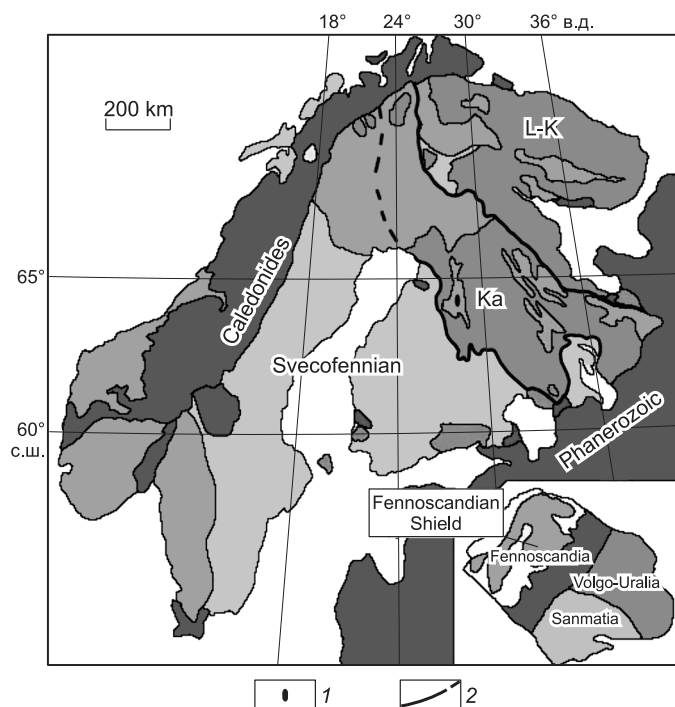 18° 24° 30° 36° в.д.
200 km
L-K
65°
Caledonides
Ka
Svecofennian
60°
с.ш.
Phanerozoic
Fennoscandian
Shield
Fennoscandia
Volgo-Uralia
Sanmatia
1 2